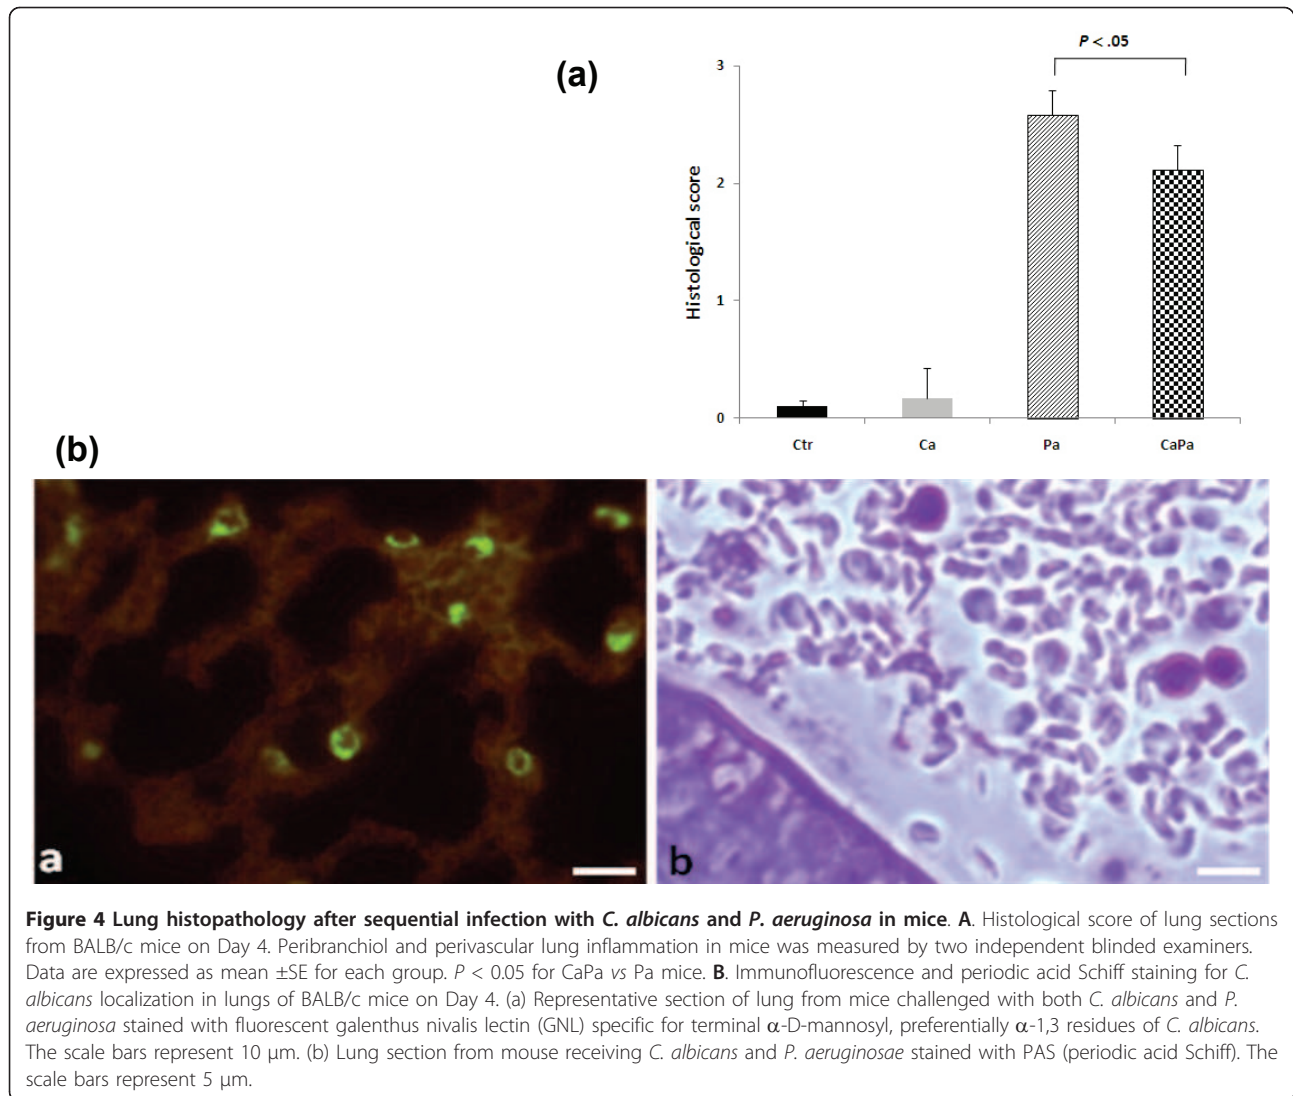 (a)
P < .05
3
2
1
0
Histological score
Ctr Ca Pa CaPa
(b)
a
b
Figure 4 Lung histopathology after sequential infection with C. albicans and P. aeruginosa in mice. A. Histological score of lung sections
from BALB/c mice on Day 4. Peribranchiol and perivascular lung inflammation in mice was measured by two independent blinded examiners.
Data are expressed as mean ±SE for each group. P < 0.05 for CaPa vs Pa mice. B. Immunofluorescence and periodic acid Schiff staining for C.
albicans localization in lungs of BALB/c mice on Day 4. (a) Representative section of lung from mice challenged with both C. albicans and P.
aeruginosa stained with fluorescent galenthus nivalis lectin (GNL) specific for terminal α-D-mannosyl, preferentially α-1,3 residues of C. albicans.
The scale bars represent 10 μm. (b) Lung section from mouse receiving C. albicans and P. aeruginosae stained with PAS (periodic acid Schiff). The
scale bars represent 5 μm.